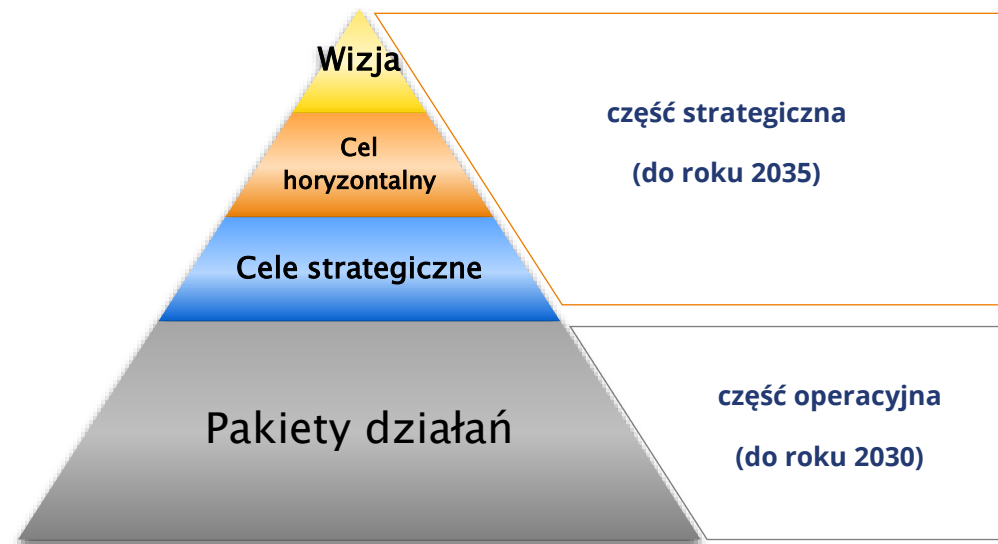 Wizja
Cel
horyzontalny
Cele strategiczne
Pakiety działań
część strategiczna
(do roku 2035)
część operacyjna
(do roku 2030)